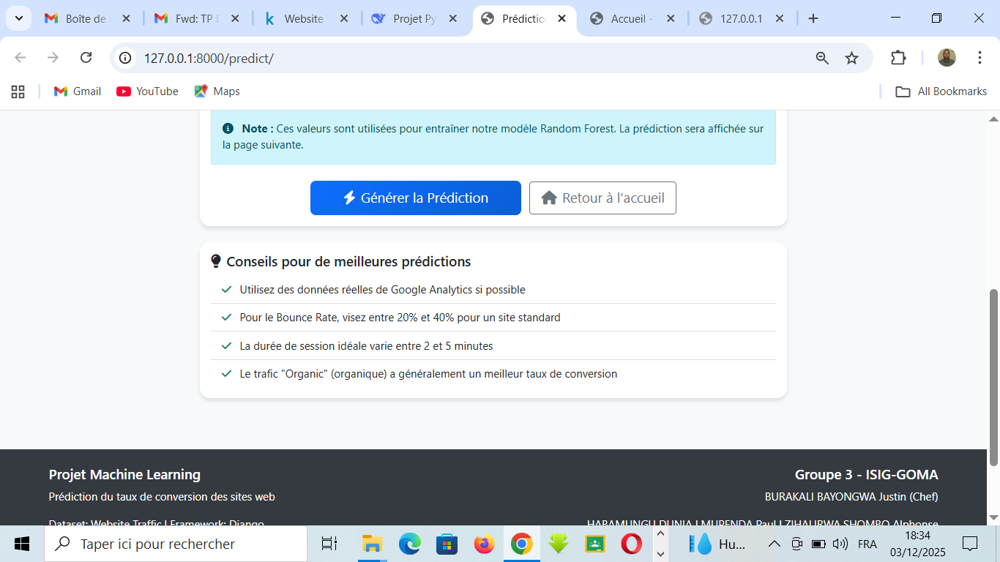 Boîte de
Fwd: TP
Website
Projet Py
Prédictio
Accueil -
127.0.0.1
127.0.0.1:8000/predict/
Gmail
YouTube
Maps
All Bookmarks
Note : Ces valeurs sont utilisées pour entraîner notre modèle Random Forest. La prédiction sera affichée sur
la page suivante.
Générer la Prédiction
Retour à l'accueil
Conseils pour de meilleures prédictions
Utilisez des données réelles de Google Analytics si possible
Pour le Bounce Rate, visez entre 20% et 40% pour un site standard
La durée de session idéale varie entre 2 et 5 minutes
Le trafic "Organic" (organique) a généralement un meilleur taux de conversion
Projet Machine Learning
Prédiction du taux de conversion des sites web
Dataset: Website Traffic | Framework: Django
Groupe 3 - ISIG-GOMA
BURAKALI BAYONGWA Justin (Chef)
HABAMUNGU DUNIA | MUPENDA Paul | ZIHALIRWA SHOMBO Alphonse
Taper ici pour rechercher
Hu...
FRA
18:34
03/12/2025